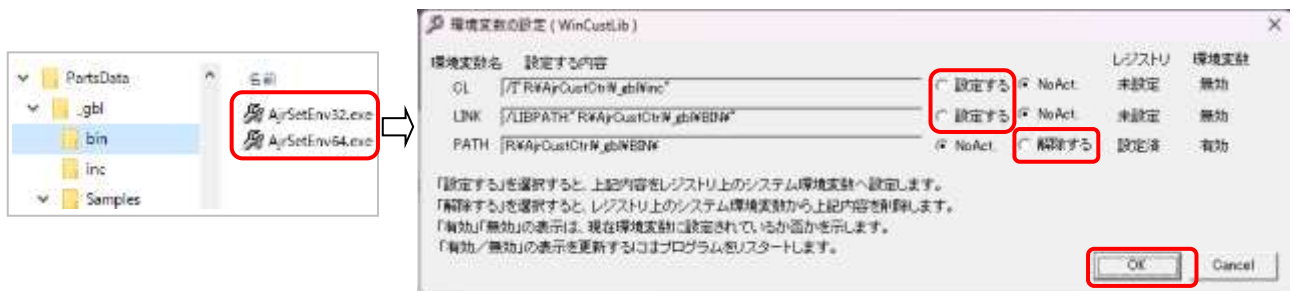 PartsData
_gbl
bin
inc
Samples
名前
AjrSetEnv32.exe
AjrSetEnv64.exe
環境変数の設定 ( WinCustLib )
環境変数名 設定する内容 レジストリ 環境変数
CL 設定する NoAct. 未設定 無効
LINK 設定する NoAct. 未設定 無効
PATH NoAct. 解除する 設定済 有効
「設定する」を選択すると、上記内容をレジストリ上のシステム環境変数へ設定します。
「解除する」を選択すると、レジストリ上のシステム環境変数から上記内容を削除します。
「有効」「無効」の表示は、現在環境変数に設定されているか否かを示します。
「有効／無効」の表示を更新するにはプログラムをリスタートします。
OK Cancel